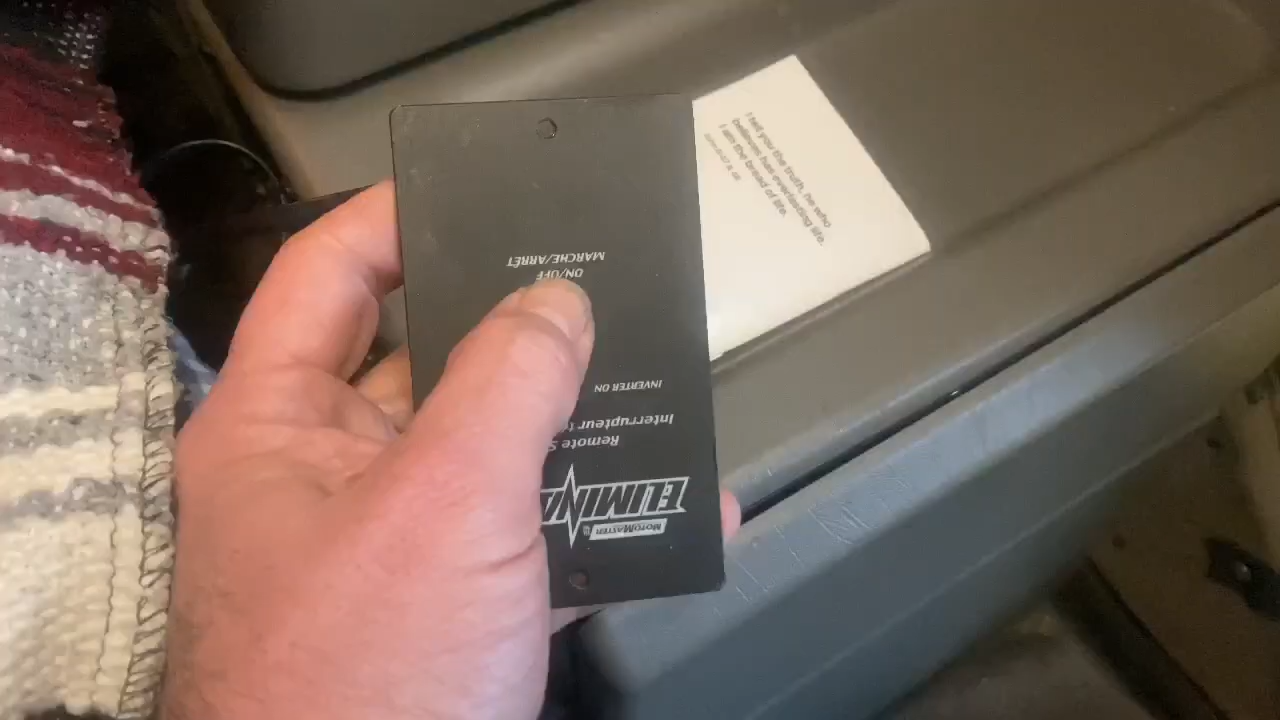 MOTOMASTER
ELIMINA
Remote S
Interrupteur
INVERTER ON
ON/OFF
MARCHE/ARRÊT
I tell you the truth, he who
believes has everlasting life.
I am the bread of life.